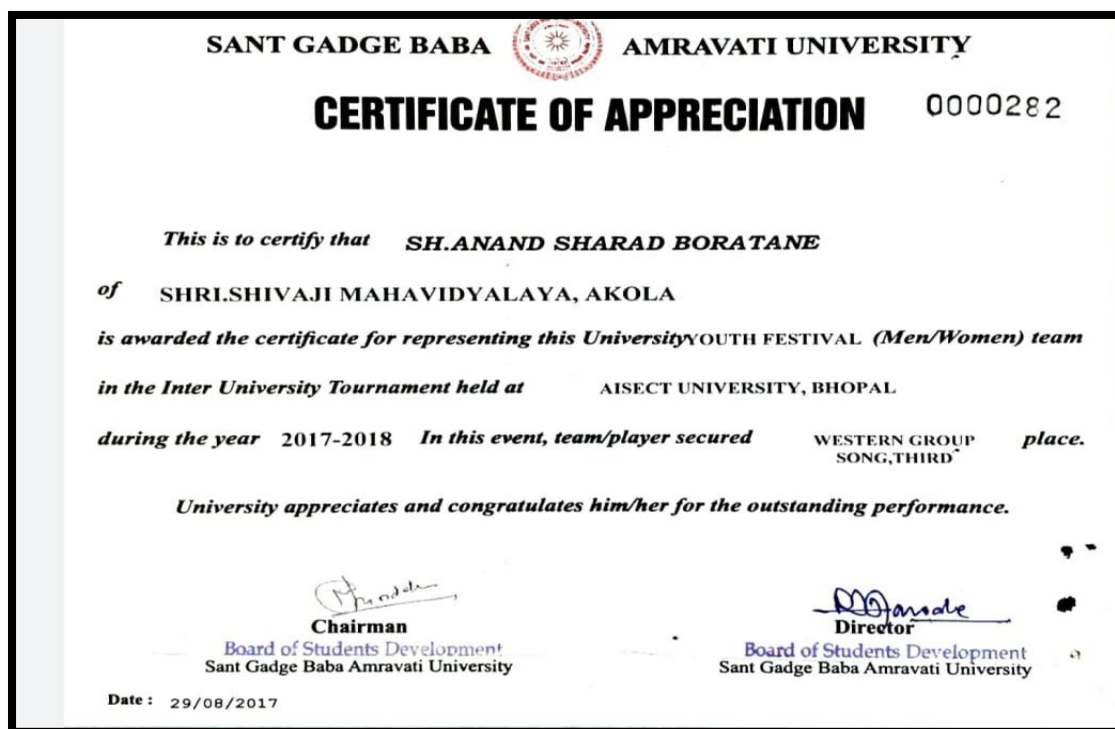 SANT GADGE BABA AMRAVATI UNIVERSITY
CERTIFICATE OF APPRECIATION 0000282
This is to certify that SH.ANAND SHARAD BORATANE
of SHRI.SHIVAJI MAHAVIDYALAYA, AKOLA
is awarded the certificate for representing this University YOUTH FESTIVAL (Men/Women) team
in the Inter University Tournament held at AISECT UNIVERSITY, BHOPAL
during the year 2017-2018 In this event, team/player secured WESTERN GROUP place.
SONG,THIRD
University appreciates and congratulates him/her for the outstanding performance.
Chairman
Board of Students Development
Sant Gadge Baba Amravati University
Director
Board of Students Development
Sant Gadge Baba Amravati University
Date : 29/08/2017